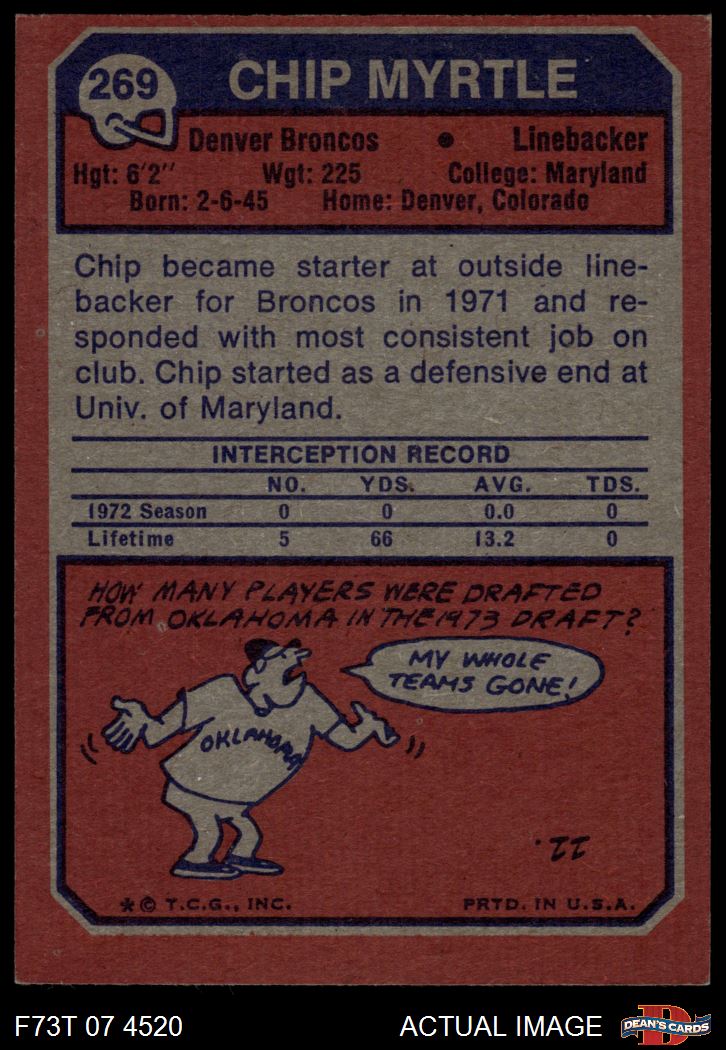 269
CHIP MYRTLE
Denver Broncos • Linebacker
Hgt: 6'2" Wgt: 225 College: Maryland
Born: 2-6-45 Home: Denver, Colorado
Chip became starter at outside line-
backer for Broncos in 1971 and re-
sponded with most consistent job on
club. Chip started as a defensive end at
Univ. of Maryland.
INTERCEPTION RECORD
NO. YDS. AVG. TDS.
1972 Season 0 0 0.0 0
Lifetime 5 66 13.2 0
HOW MANY PLAYERS WERE DRAFTED
FROM OKLAHOMA IN THE 1973 DRAFT?
MY WHOLE
TEAMS GONE!
OKLAHOMA
22.
*© T.C.G., INC. PRTD. IN U.S.A.
F73T 07 4520 ACTUAL IMAGE
D
DEAN'S CARDS